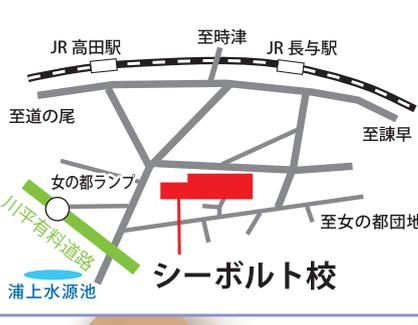 至時津
JR 高田駅
JR 長与駅
至道の尾
至諫早
女の都ランプ
川平有料道路
至女の都団地
シーボルト校
浦上水源池